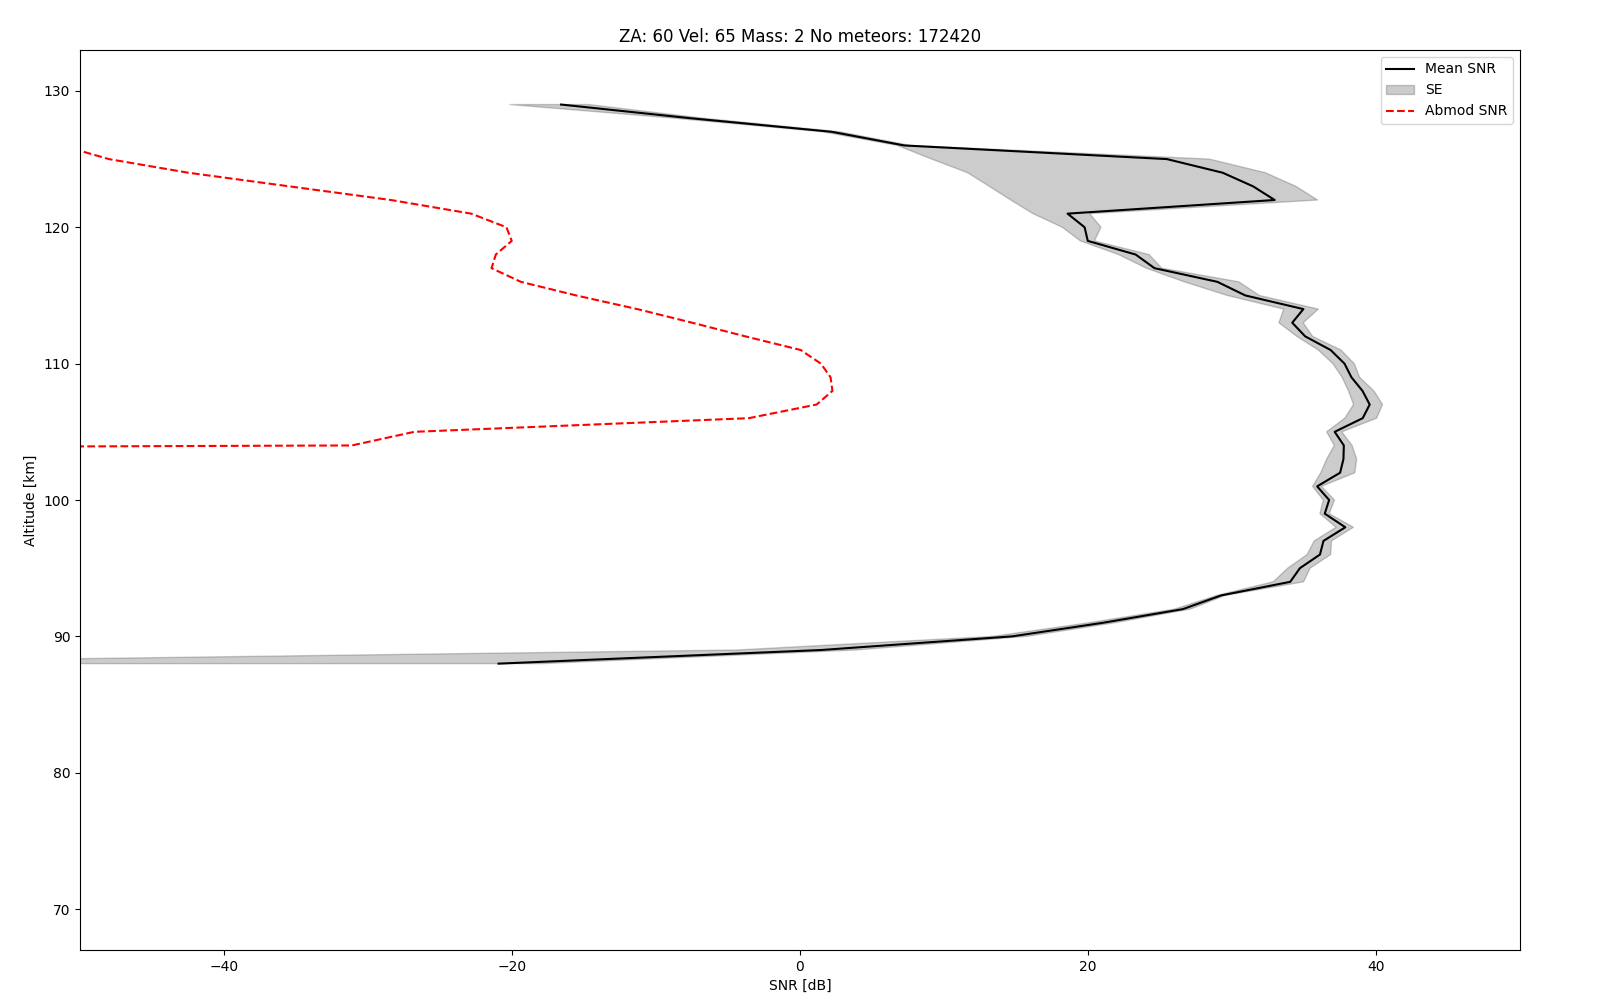 ZA: 60 Vel: 65 Mass: 2 No meteors: 172420
Mean SNR
SE
Abmod SNR
130
120
110
100
90
80
70
Altitude [km]
−40
−20
0
20
40
SNR [dB]